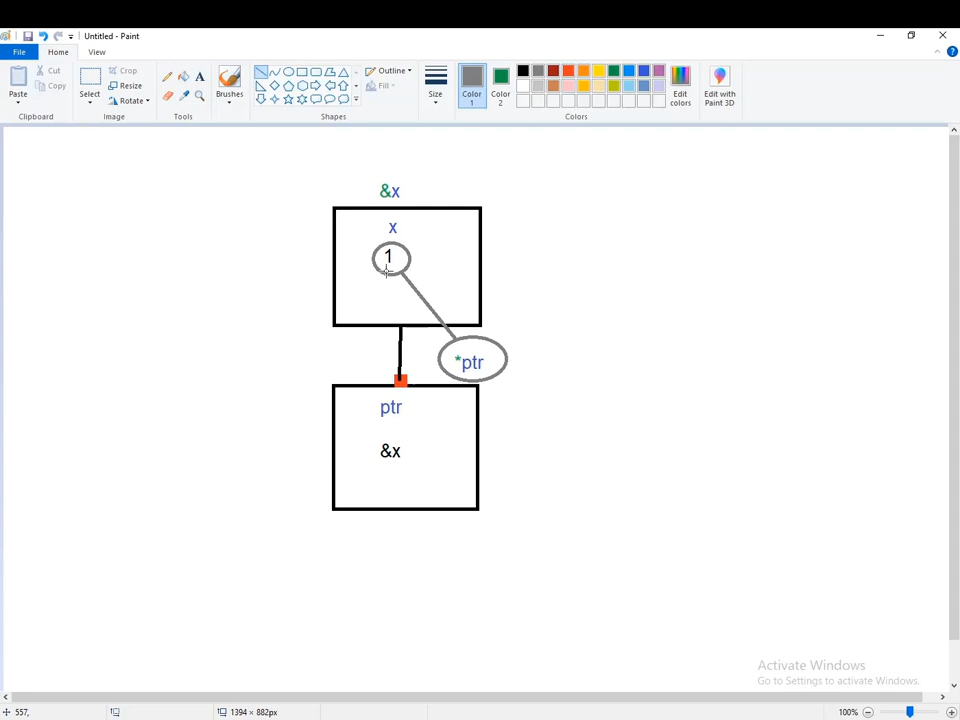 Untitled - Paint
File Home View
Paste
Cut
Copy
Clipboard
Select
Crop
Resize
Rotate
Image
A
Tools
Brushes
Outline
Fill
Shapes
Size
Color
1
Color
2
Edit
colors
Colors
Edit with
Paint 3D
&x
x
1
*ptr
ptr
&x
Activate Windows
Go to Settings to activate Windows.
557,
1394 × 882px
100%